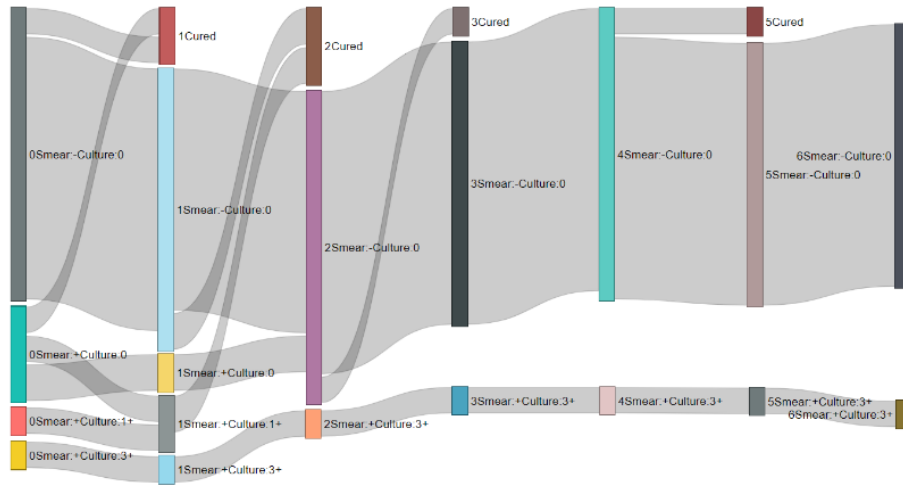 1Cured
2Cured
3Cured
5Cured
0Smear:-Culture:0
1Smear:-Culture:0
2Smear:-Culture:0
3Smear:-Culture:0
4Smear:-Culture:0
5Smear:-Culture:0
6Smear:-Culture:0
0Smear:+Culture:0
1Smear:+Culture:0
0Smear:+Culture:1+
1Smear:+Culture:1+
2Smear:+Culture:3+
3Smear:+Culture:3+
4Smear:+Culture:3+
5Smear:+Culture:3+
6Smear:+Culture:3+
0Smear:+Culture:3+
1Smear:+Culture:3+